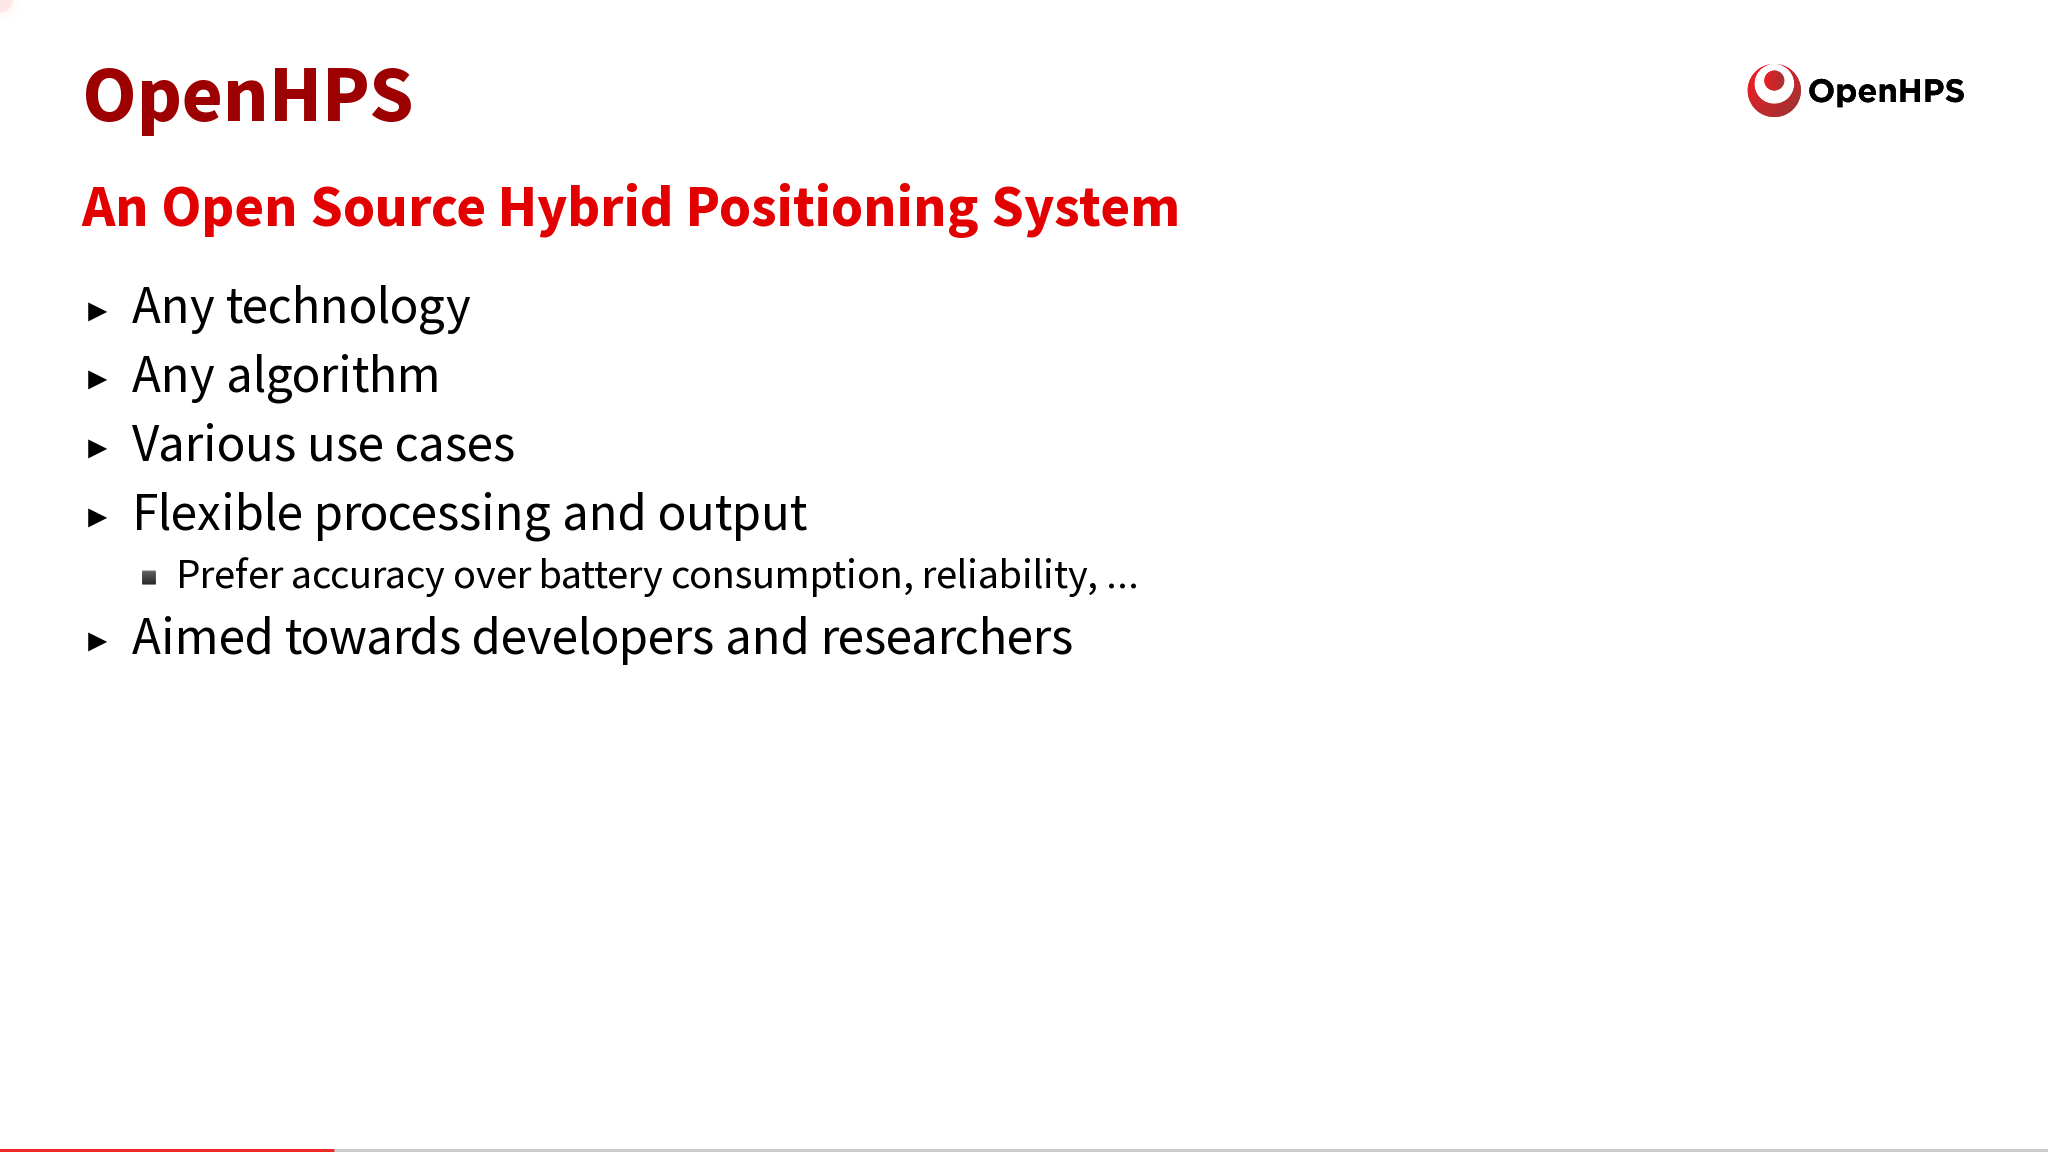 OpenHPS
OpenHPS
An Open Source Hybrid Positioning System
Any technology
Any algorithm
Various use cases
Flexible processing and output
Prefer accuracy over battery consumption, reliability, ...
Aimed towards developers and researchers